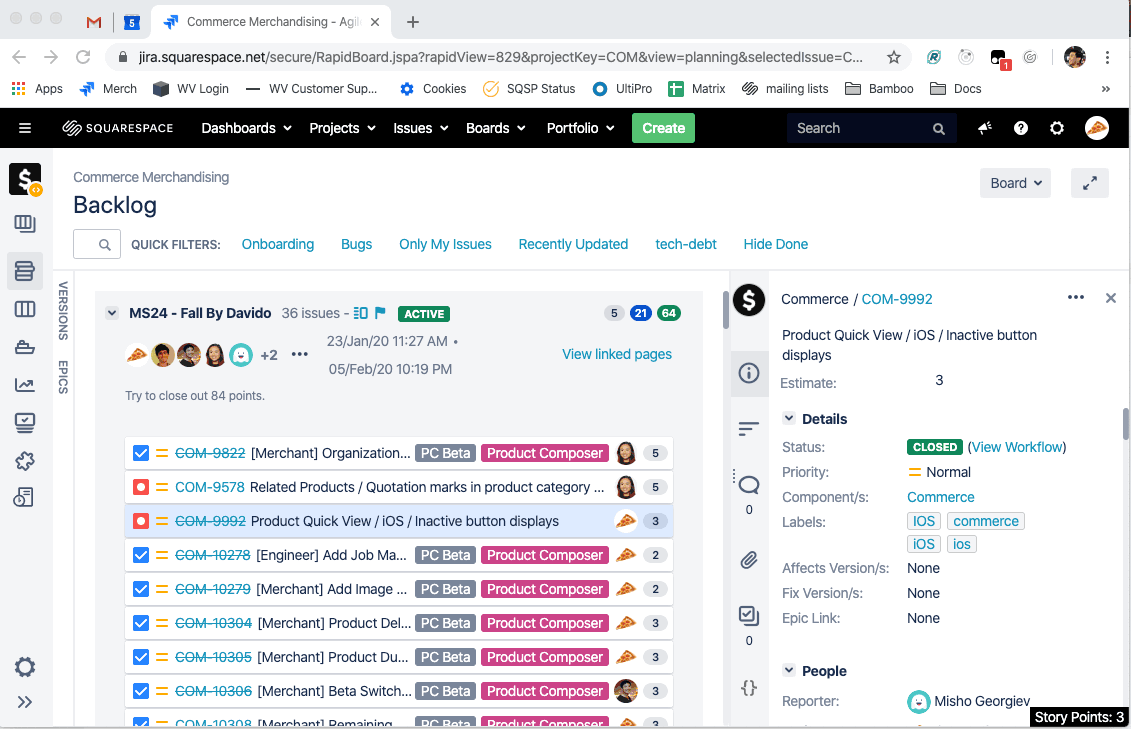 5
Commerce Merchandising - Agil
jira.squarespace.net/secure/RapidBoard.jspa?rapidView=829&projectKey=COM&view=planning&selectedIssue=C...
1
Apps
Merch
WV Login
WV Customer Sup...
Cookies
SQSP Status
UltiPro
Matrix
mailing lists
Bamboo
Docs
»
SQUARESPACE
Dashboards
Projects
Issues
Boards
Portfolio
Create
Search
Commerce Merchandising
Backlog
Board
QUICK FILTERS:
Onboarding
Bugs
Only My Issues
Recently Updated
tech-debt
Hide Done
VERSIONS
EPICS
MS24 - Fall By Davido 36 issues -
ACTIVE
5 21 64
+2 •••
23/Jan/20 11:27 AM •
05/Feb/20 10:19 PM
View linked pages
Try to close out 84 points.
COM-9822 [Merchant] Organization... PC Beta Product Composer 5
COM-9578 Related Products / Quotation marks in product category ... 5
COM-9992 Product Quick View / iOS / Inactive button displays 3
COM-10278 [Engineer] Add Job Ma... PC Beta Product Composer 2
COM-10279 [Merchant] Add Image ... PC Beta Product Composer 2
COM-10304 [Merchant] Product Del... PC Beta Product Composer 3
COM-10305 [Merchant] Product Du... PC Beta Product Composer 3
COM-10306 [Merchant] Beta Switch... PC Beta Product Composer 3
COM-10308 [Merchant] Remaining PC Beta Product Composer 3
0
0
{}
Commerce / COM-9992
Product Quick View / iOS / Inactive button
displays
Estimate: 3
Details
Status: CLOSED (View Workflow)
Priority: Normal
Component/s: Commerce
Labels: IOS commerce
iOS ios
Affects Version/s: None
Fix Version/s: None
Epic Link: None
People
Reporter: Misho Georgiev
Story Points: 3